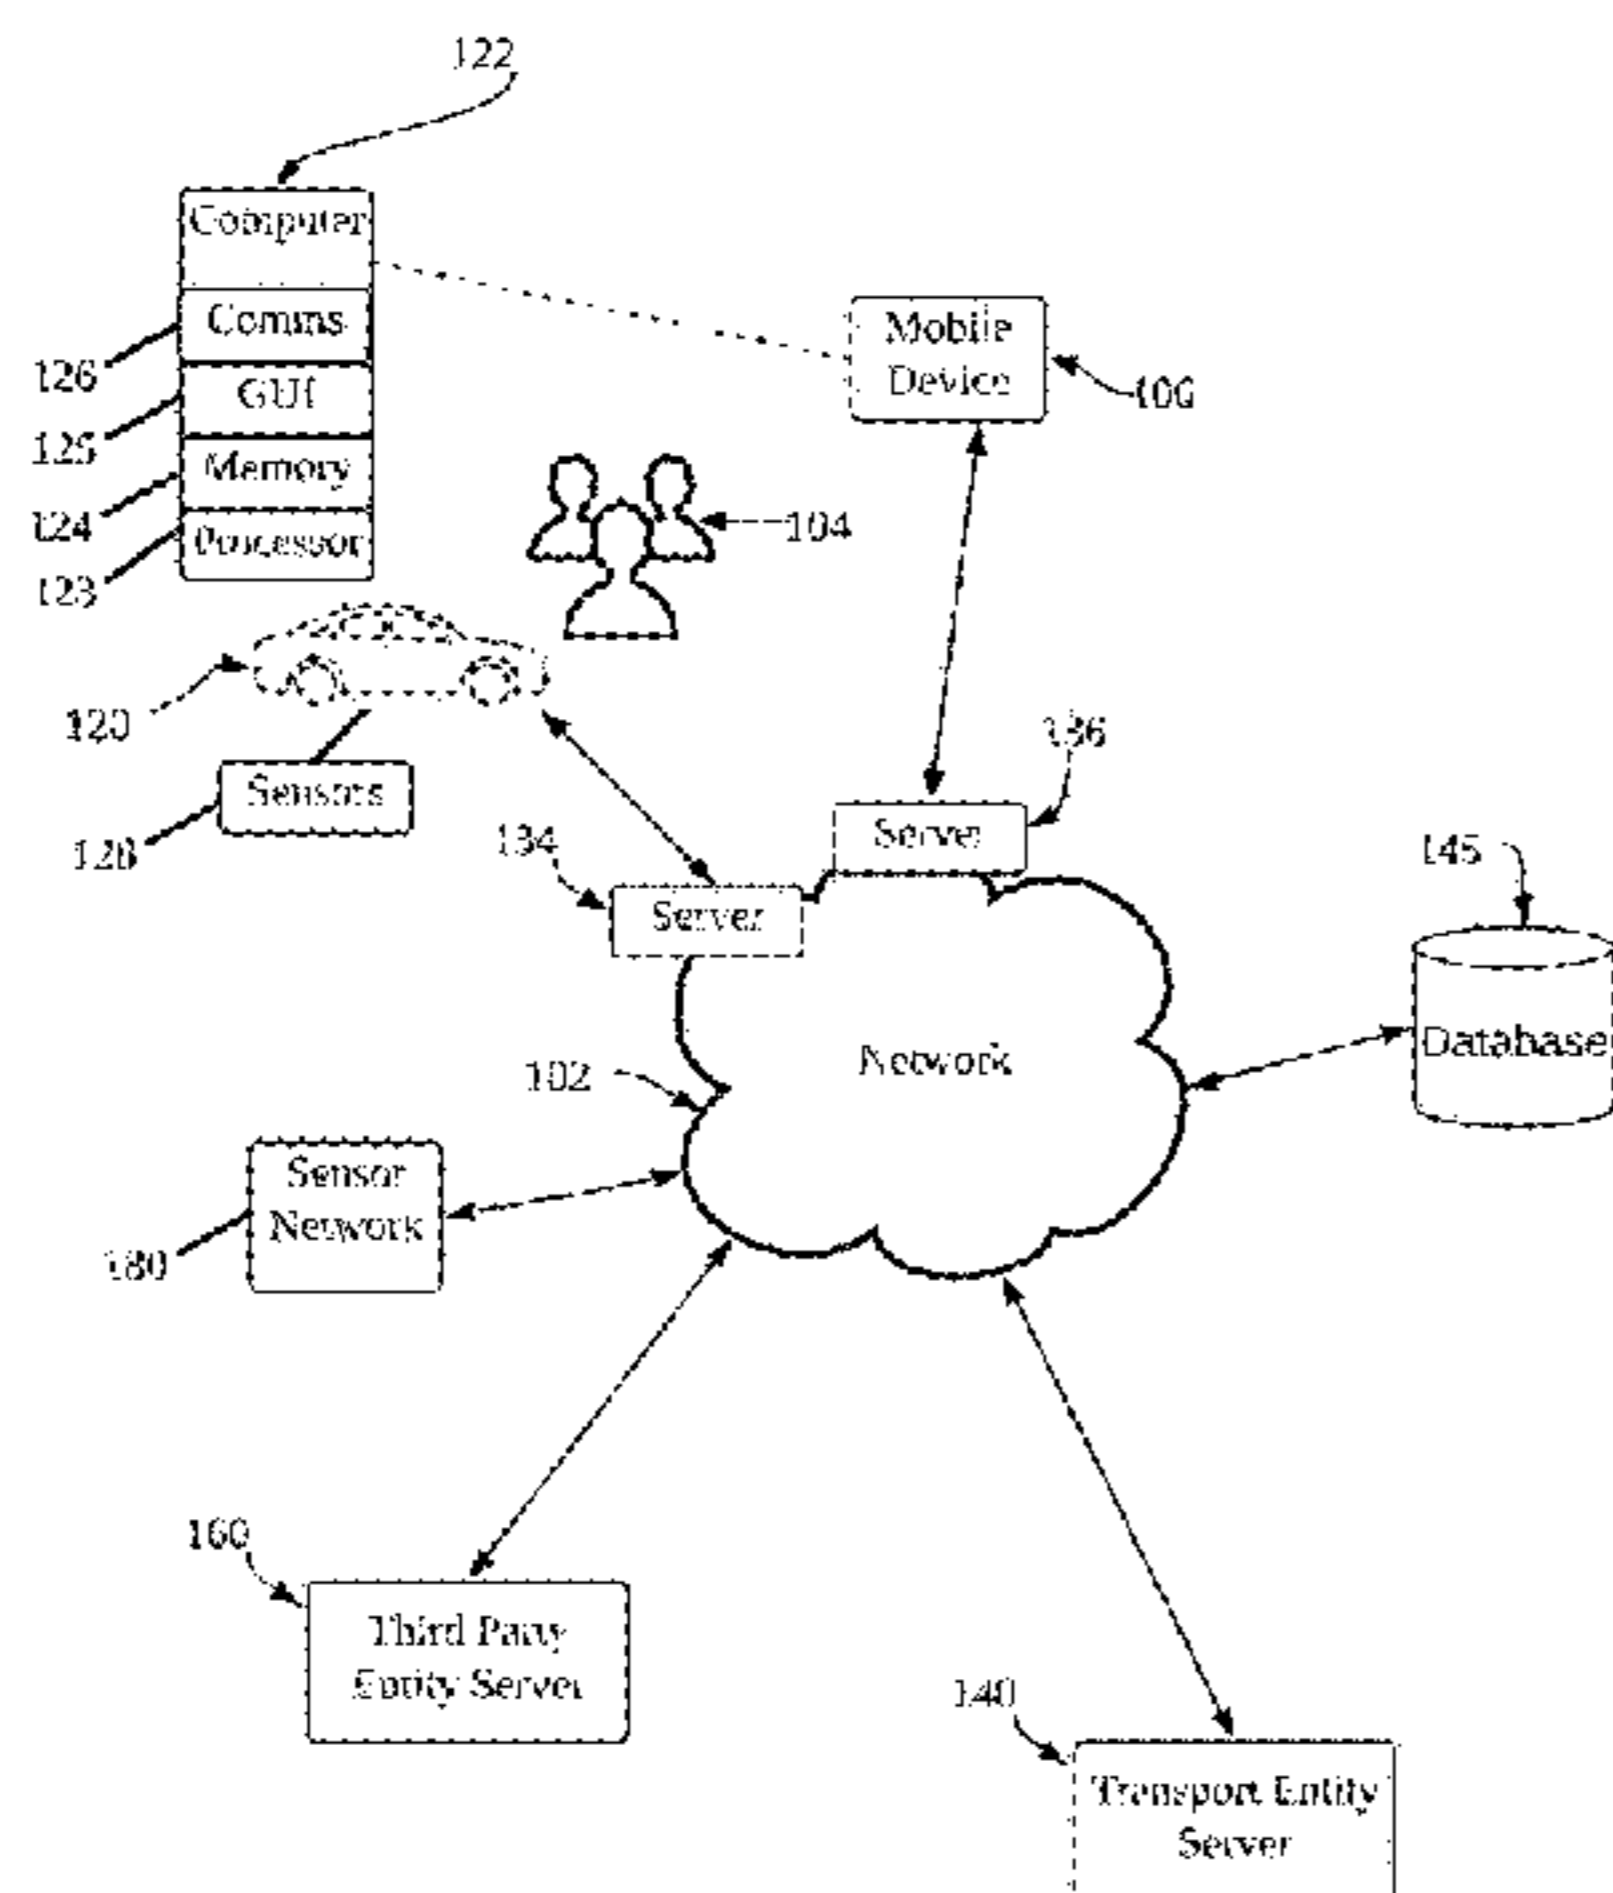 122
Computer
Comms
126
GUI
125
Memory
124
Processor
123
Mobile
Device
106
104
120
Sensors
128
136
Server
134
Server
145
Database
Network
102
Sensor
Network
180
160
Third Party
Entity Server
140
Transport Entity
Server